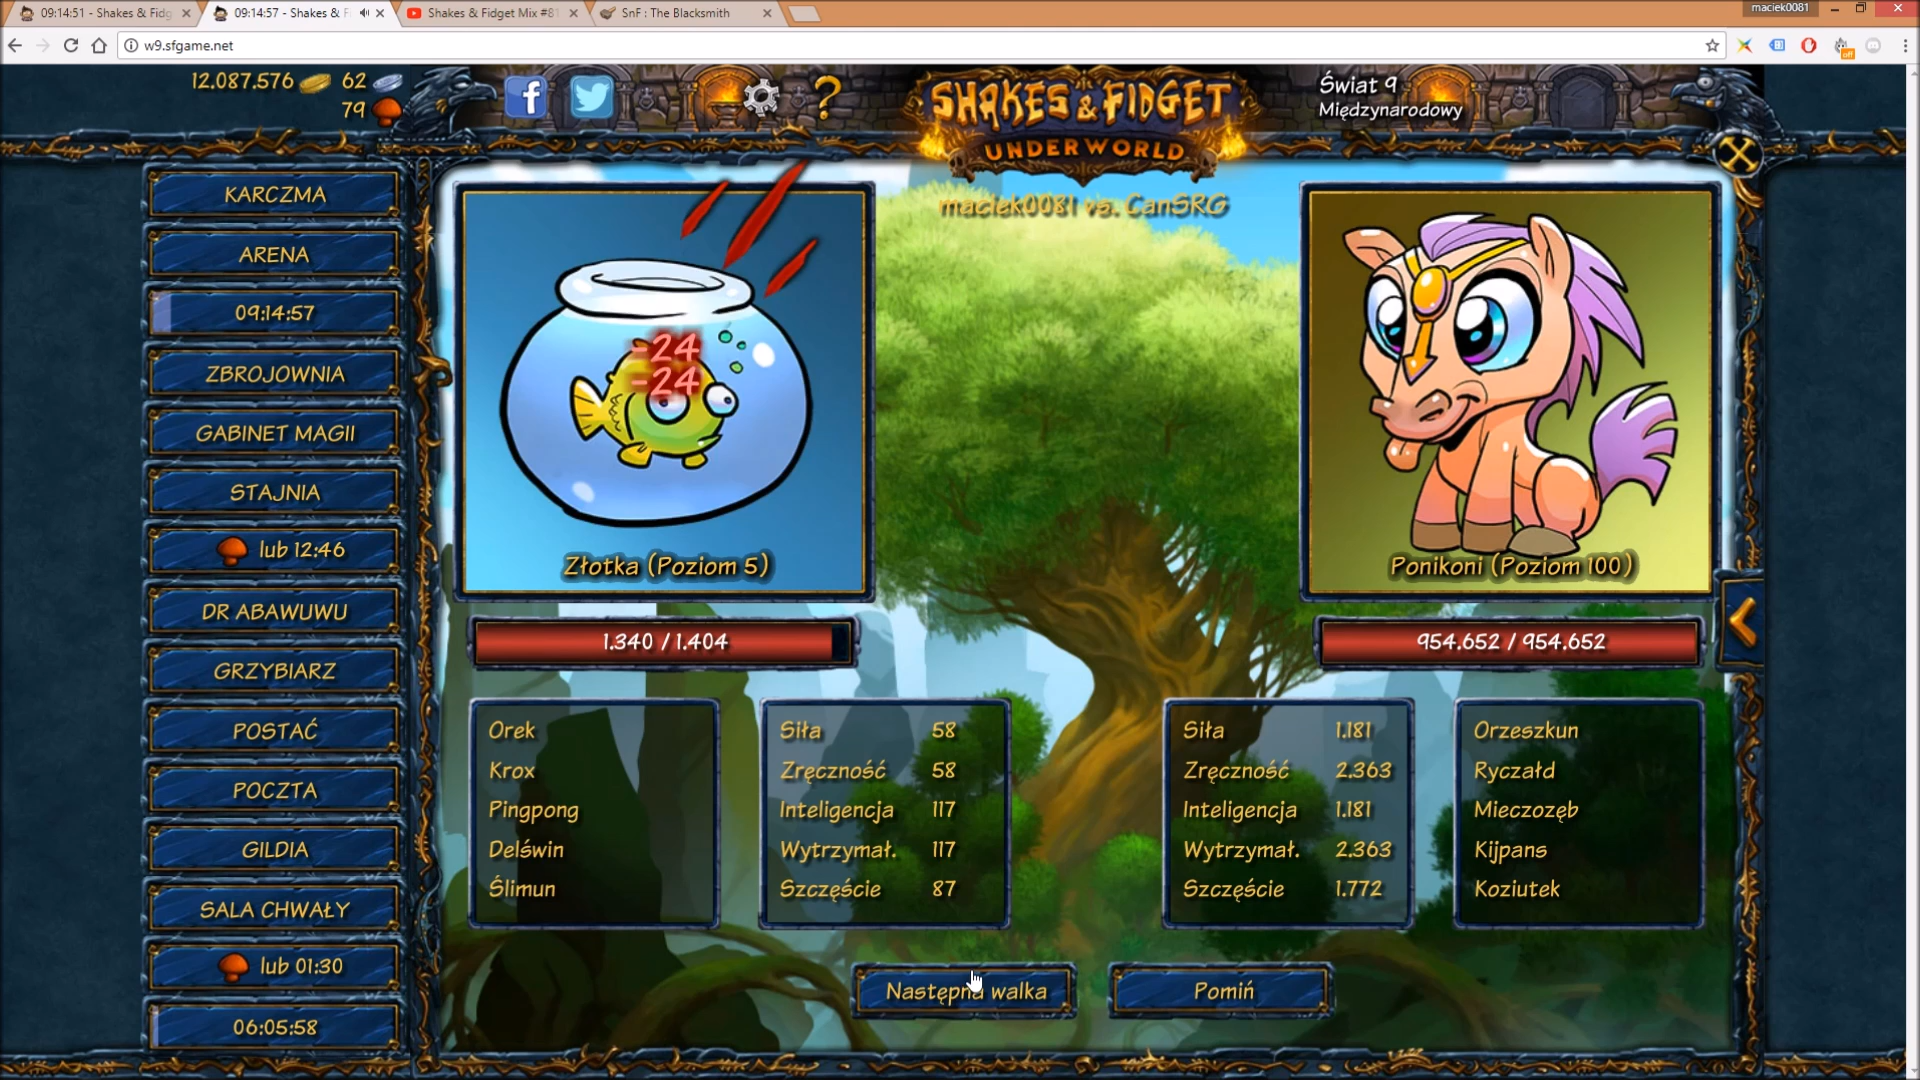 09:14:51 - Shakes & Fidg
09:14:57 - Shakes & F
Shakes & Fidget Mix #81
SnF : The Blacksmith
maciek0081
w9.sfgame.net
off
12.087.576
62
79
f
?
SHAKES & FIDGET
UNDERWORLD
Świat 9
Międzynarodowy
maciek0081 vs. CanSRG
KARCZMA
ARENA
09:14:57
ZBROJOWNIA
GABINET MAGII
STAJNIA
lub 12:46
DR ABAWUWU
GRZYBIARZ
POSTAĆ
POCZTA
GILDIA
SALA CHWAŁY
lub 01:30
06:05:58
-24
-24
Złotka (Poziom 5)
1.340 / 1.404
Orek
Krox
Pingpong
Delświn
Ślimun
Siła 58
Zręczność 58
Inteligencja 117
Wytrzymał. 117
Szczęście 87
Ponikoni (Poziom 100)
954.652 / 954.652
Siła 1.181
Zręczność 2.363
Inteligencja 1.181
Wytrzymał. 2.363
Szczęście 1.772
Orzeszkun
Ryczałd
Mieczozęb
Kijpans
Koziutek
Następna walka
Pomiń